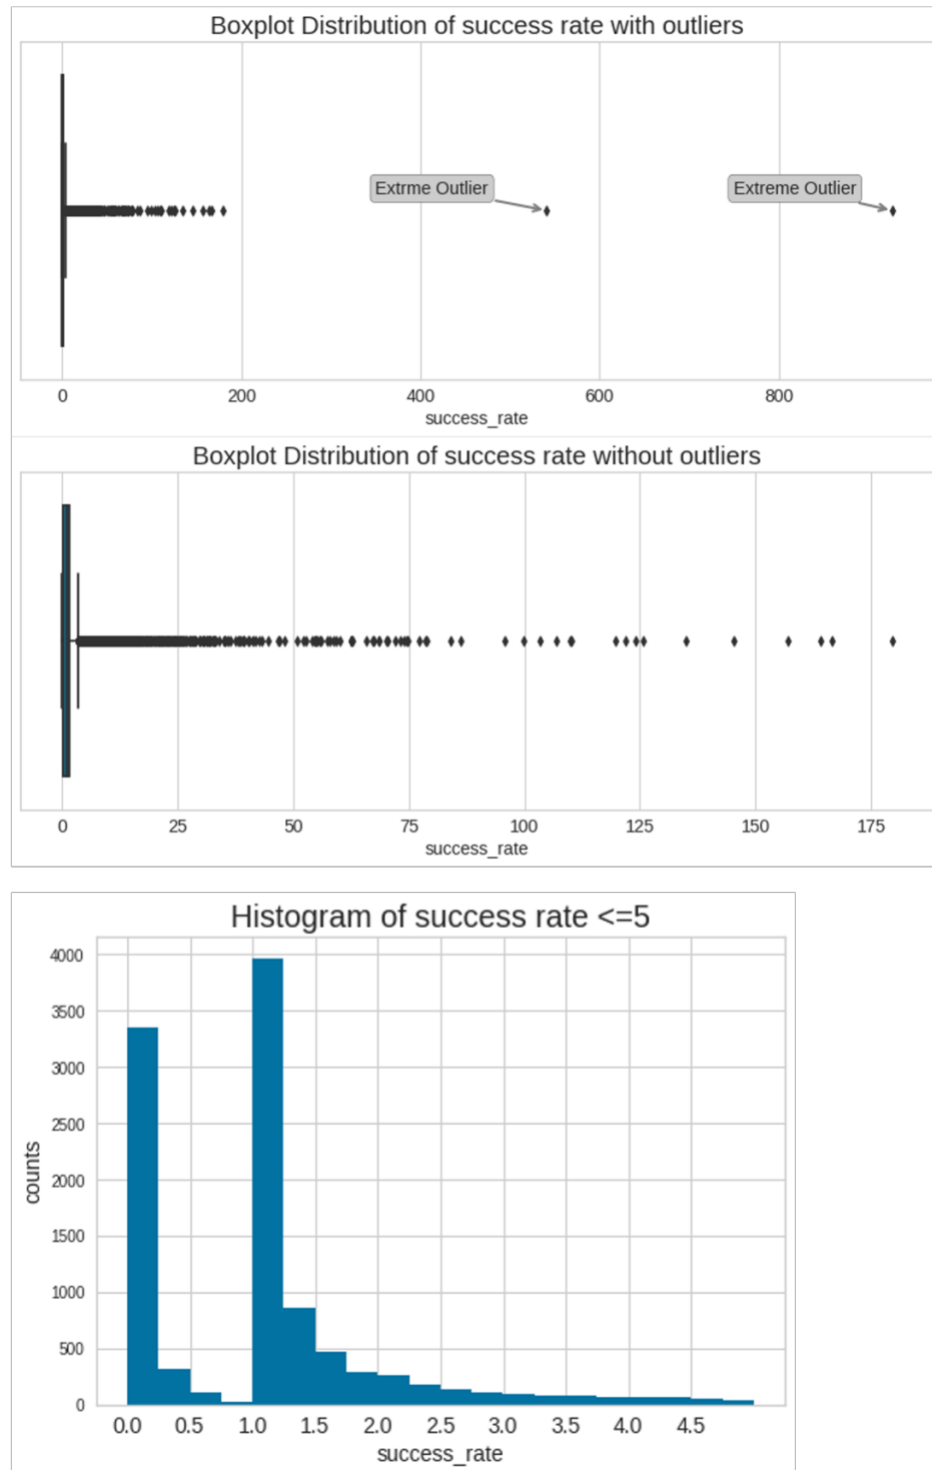 Boxplot Distribution of success rate with outliers
Extrme Outlier
Extreme Outlier
0 200 400 600 800
success_rate
Boxplot Distribution of success rate without outliers
0 25 50 75 100 125 150 175
success_rate
Histogram of success rate <=5
4000
3500
3000
2500
2000
1500
1000
500
0
counts
0.0 0.5 1.0 1.5 2.0 2.5 3.0 3.5 4.0 4.5
success_rate